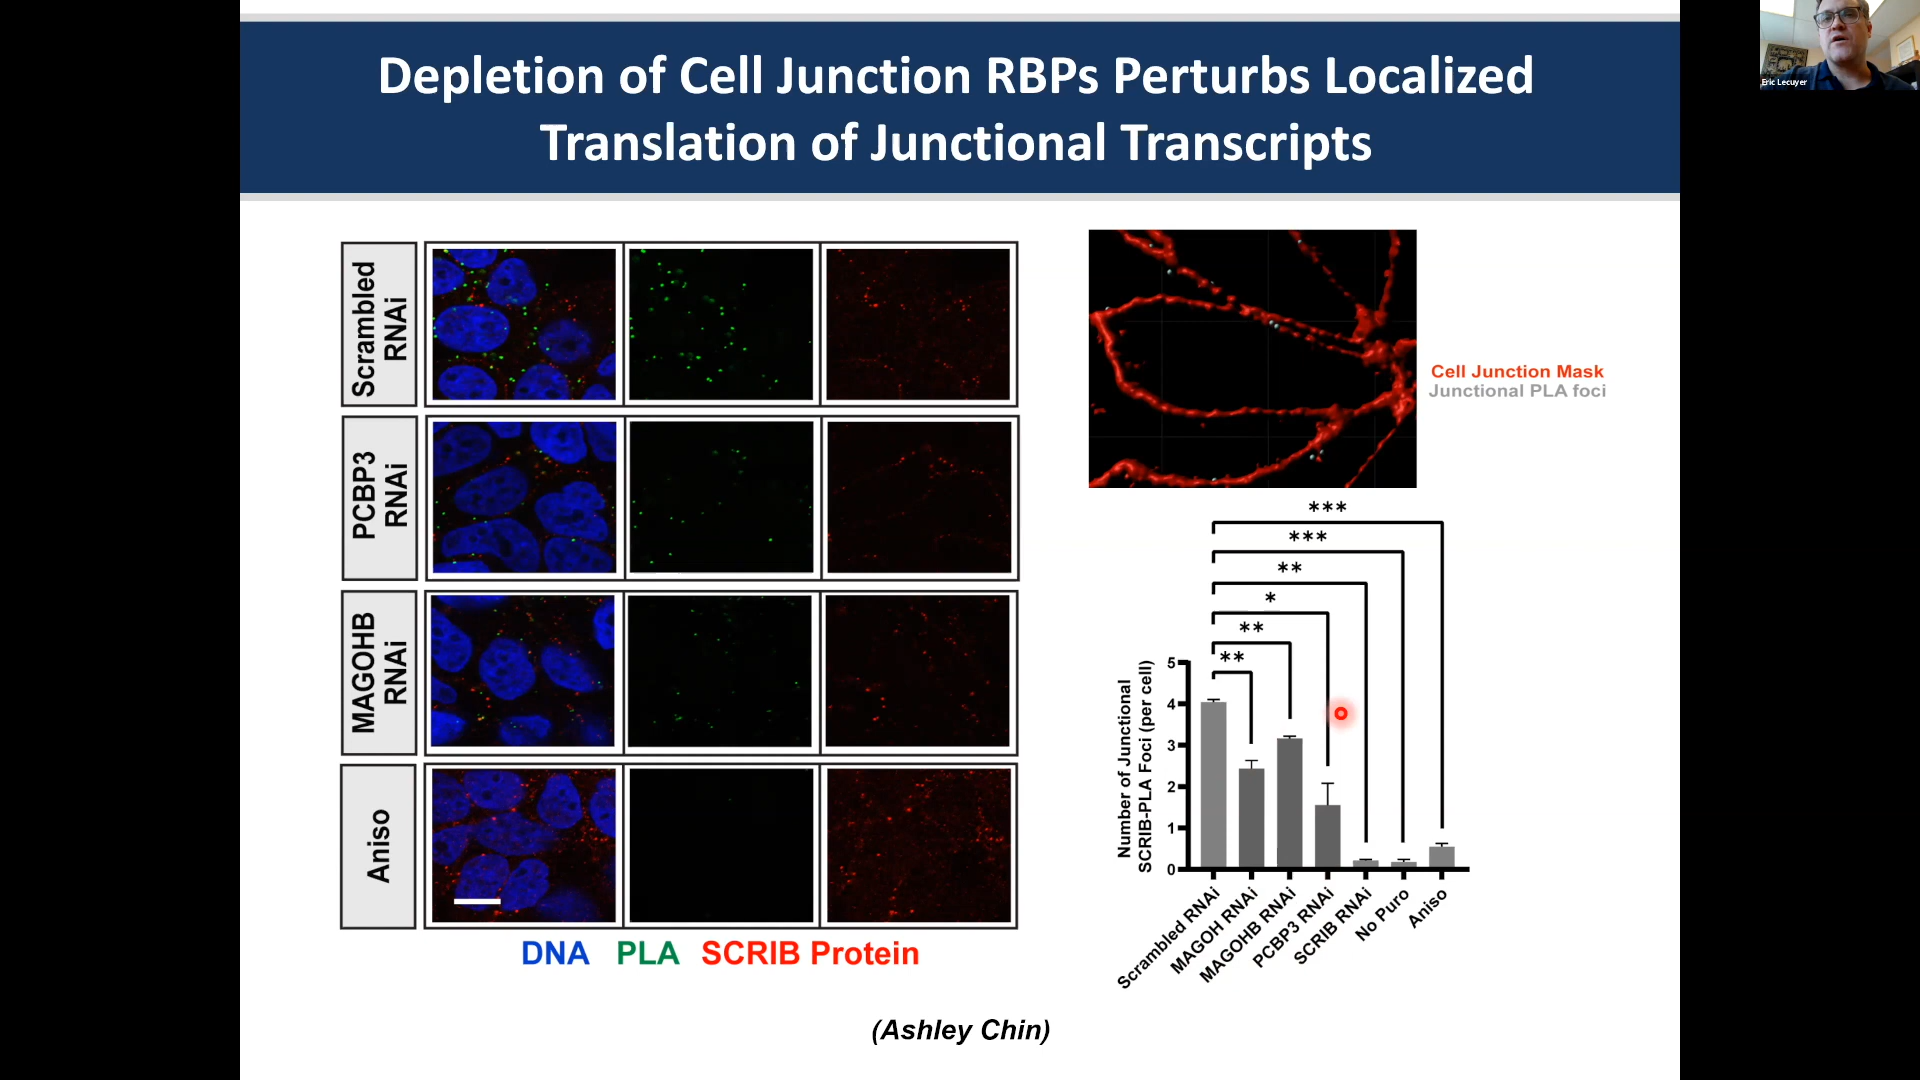 Depletion of Cell Junction RBPs Perturbs Localized
Translation of Junctional Transcripts
Eric Lecuyer
Scrambled
RNAi
PCBP3
RNAi
MAGOHB
RNAi
Aniso
DNA PLA SCRIB Protein
Cell Junction Mask
Junctional PLA foci
***
***
**
*
**
**
Number of Junctional
SCRIB-PLA Foci (per cell)
5
4
3
2
1
0
Scrambled RNAi
MAGOH RNAi
MAGOHB RNAi
PCBP3 RNAi
SCRIB RNAi
No Puro
Aniso
(Ashley Chin)